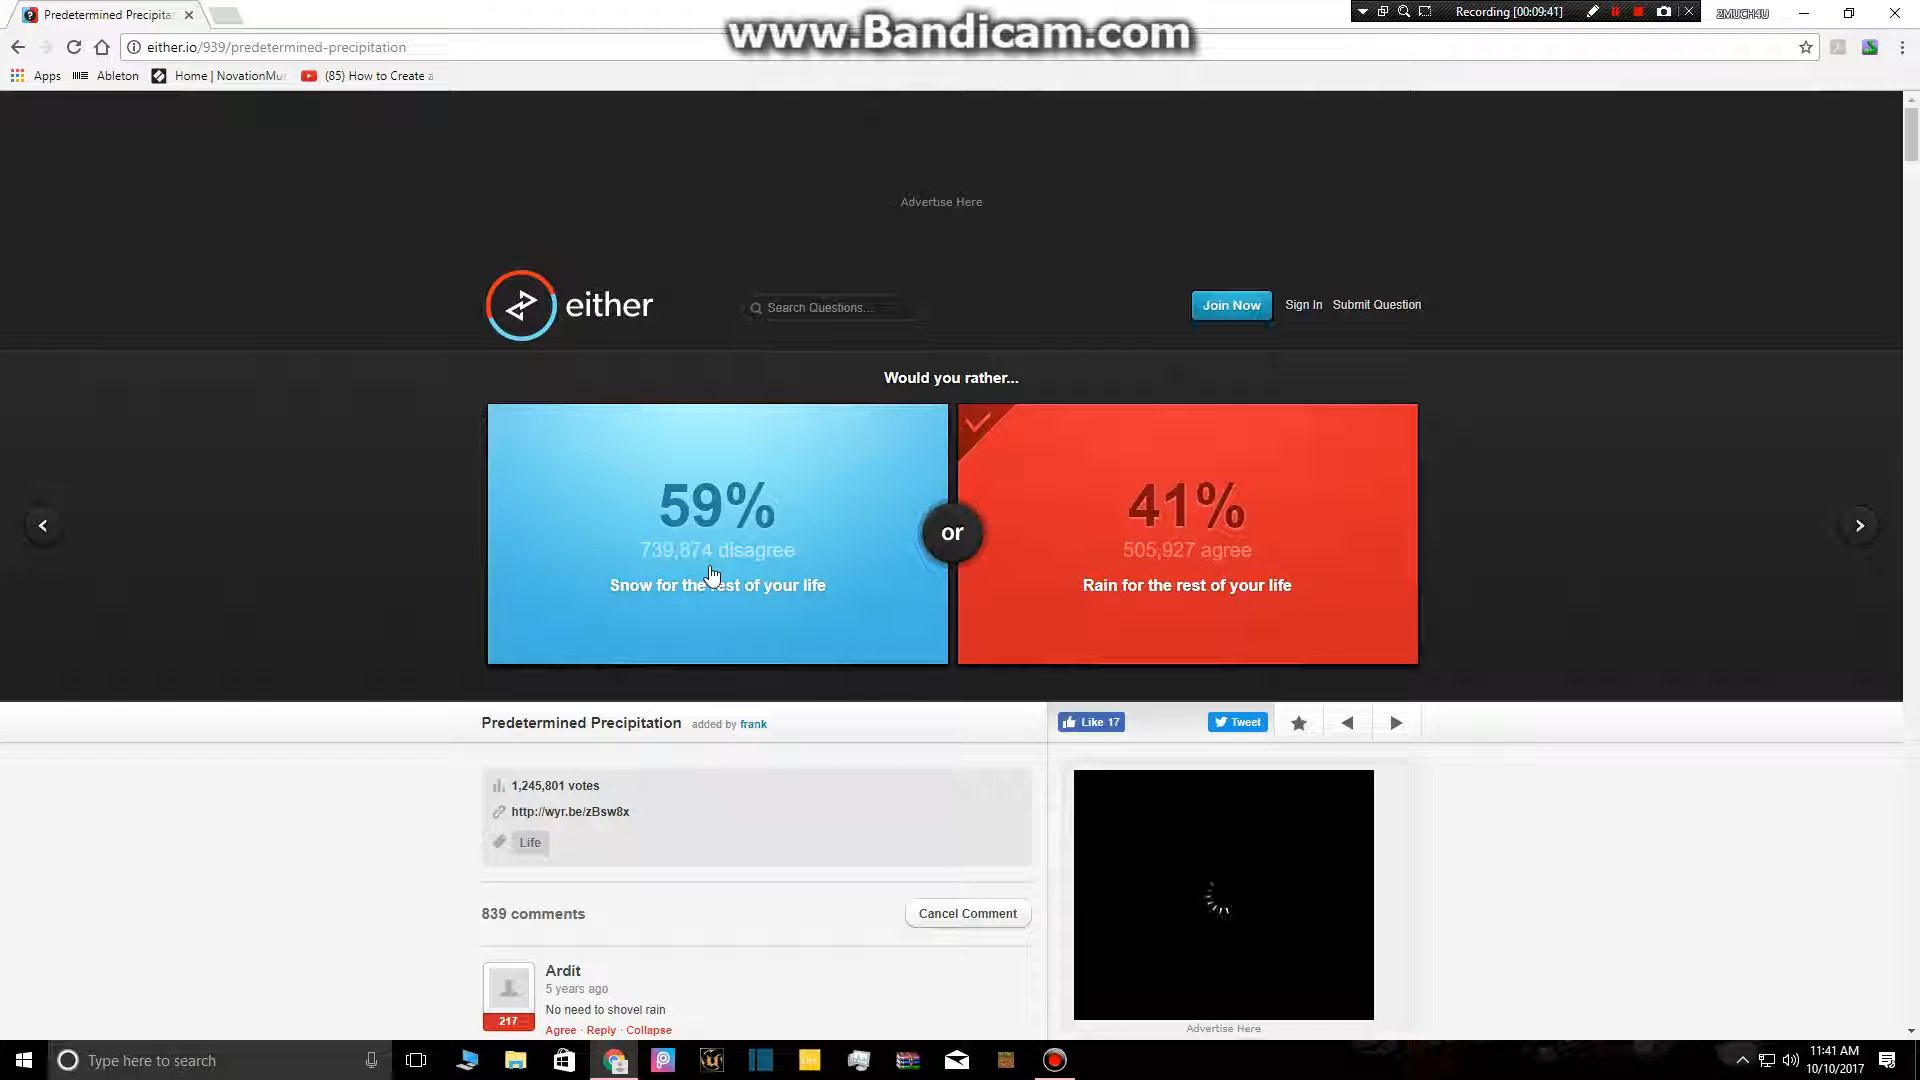 Predetermined Precipita
www.Bandicam.com
Recording [00:09:41]
2MUCH4U
either.io/939/predetermined-precipitation
Apps
Ableton
Home | NovationMus
(85) How to Create a
Advertise Here
either
Search Questions...
Join Now
Sign In
Submit Question
Would you rather...
59%
739,874 disagree
Snow for the rest of your life
or
41%
505,927 agree
Rain for the rest of your life
Predetermined Precipitation added by frank
Like 17
Tweet
1,245,801 votes
http://wyr.be/zBsw8x
Life
839 comments
Cancel Comment
Ardit
5 years ago
No need to shovel rain
217
Agree · Reply · Collapse
Advertise Here
Type here to search
11:41 AM
10/10/2017